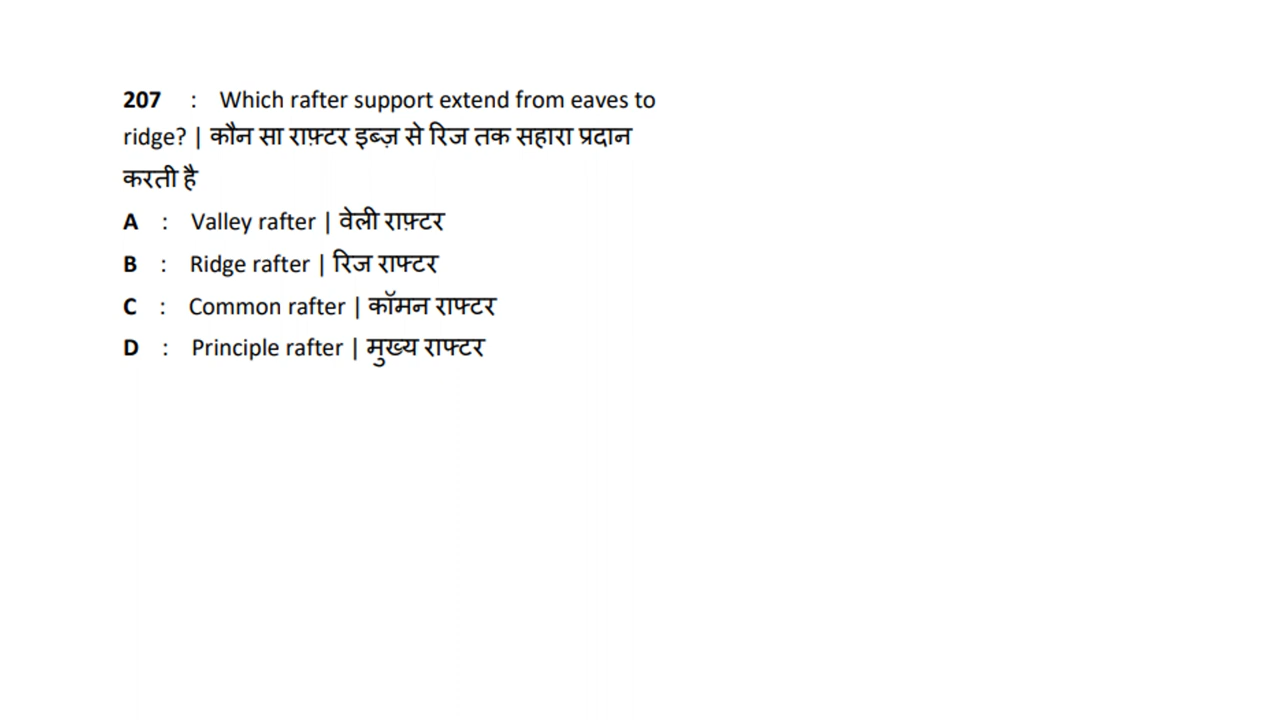 207 : Which rafter support extend from eaves to
ridge? | कौन सा राफ़्टर इब्ज़ से रिज तक सहारा प्रदान
करती है
A : Valley rafter | वेली राफ़्टर
B : Ridge rafter | रिज राफ्टर
C : Common rafter | कॉमन राफ्टर
D : Principle rafter | मुख्य राफ्टर